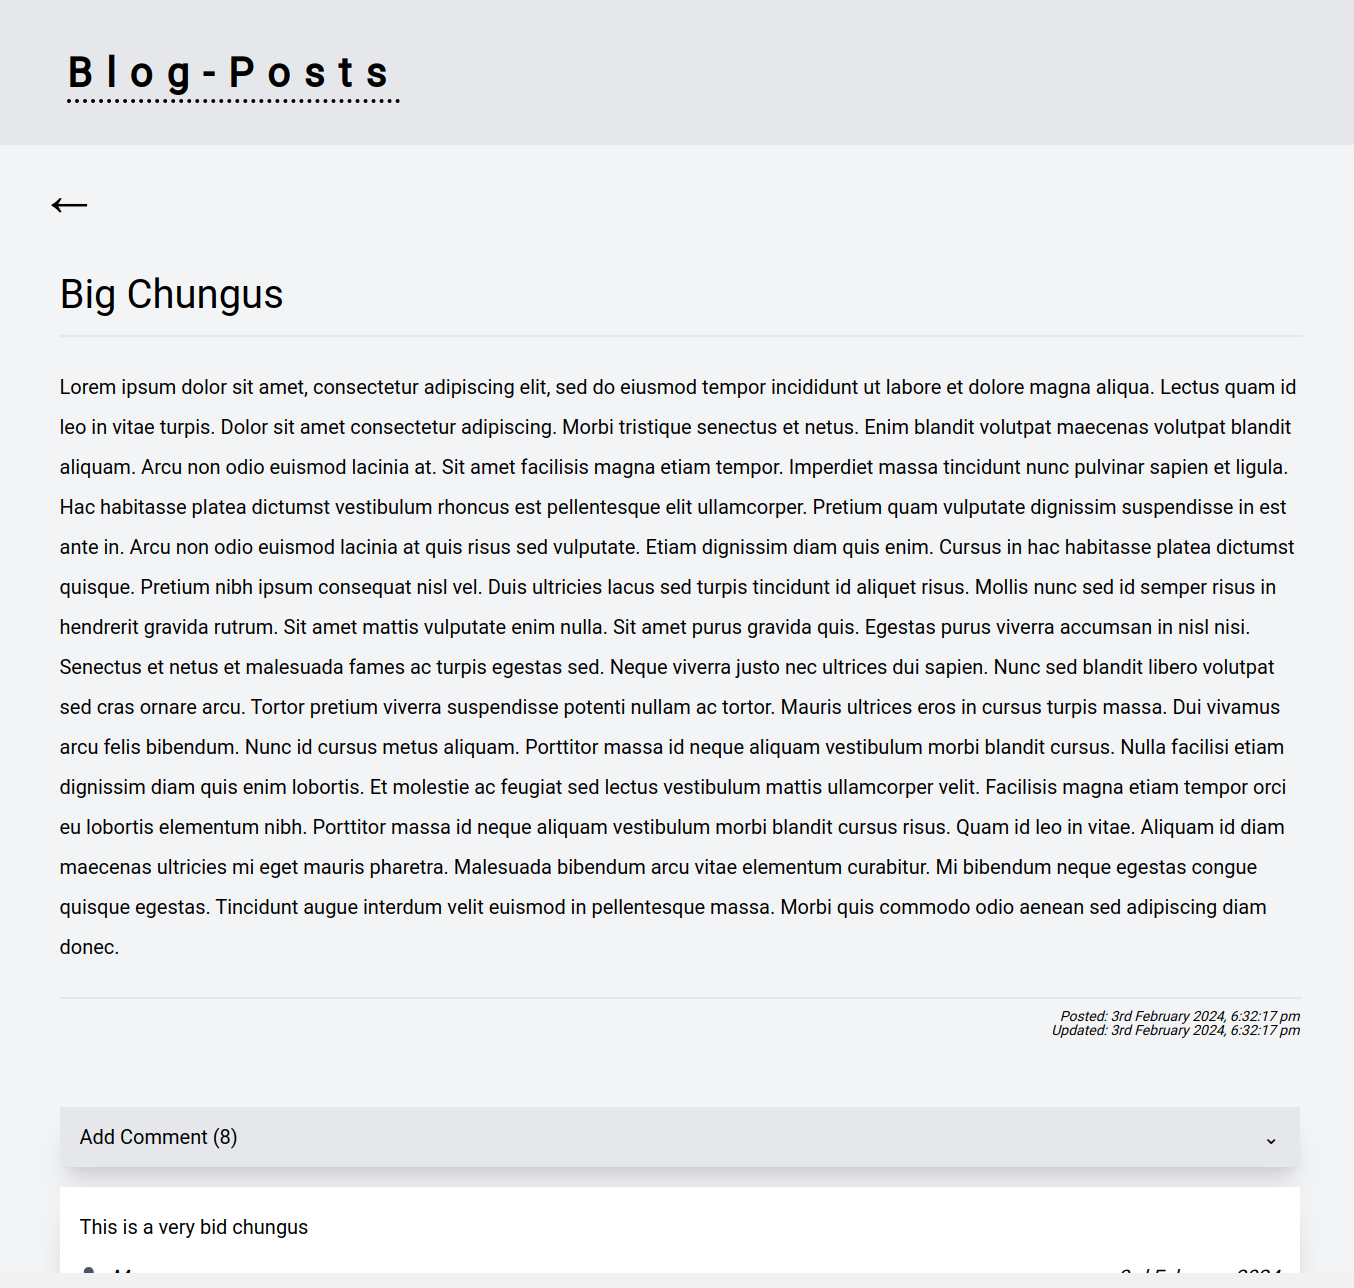 Blog-Posts
←
Big Chungus
Lorem ipsum dolor sit amet, consectetur adipiscing elit, sed do eiusmod tempor incididunt ut labore et dolore magna aliqua. Lectus quam id
leo in vitae turpis. Dolor sit amet consectetur adipiscing. Morbi tristique senectus et netus. Enim blandit volutpat maecenas volutpat blandit
aliquam. Arcu non odio euismod lacinia at. Sit amet facilisis magna etiam tempor. Imperdiet massa tincidunt nunc pulvinar sapien et ligula.
Hac habitasse platea dictumst vestibulum rhoncus est pellentesque elit ullamcorper. Pretium quam vulputate dignissim suspendisse in est
ante in. Arcu non odio euismod lacinia at quis risus sed vulputate. Etiam dignissim diam quis enim. Cursus in hac habitasse platea dictumst
quisque. Pretium nibh ipsum consequat nisl vel. Duis ultricies lacus sed turpis tincidunt id aliquet risus. Mollis nunc sed id semper risus in
hendrerit gravida rutrum. Sit amet mattis vulputate enim nulla. Sit amet purus gravida quis. Egestas purus viverra accumsan in nisl nisi.
Senectus et netus et malesuada fames ac turpis egestas sed. Neque viverra justo nec ultrices dui sapien. Nunc sed blandit libero volutpat
sed cras ornare arcu. Tortor pretium viverra suspendisse potenti nullam ac tortor. Mauris ultrices eros in cursus turpis massa. Dui vivamus
arcu felis bibendum. Nunc id cursus metus aliquam. Porttitor massa id neque aliquam vestibulum morbi blandit cursus. Nulla facilisi etiam
dignissim diam quis enim lobortis. Et molestie ac feugiat sed lectus vestibulum mattis ullamcorper velit. Facilisis magna etiam tempor orci
eu lobortis elementum nibh. Porttitor massa id neque aliquam vestibulum morbi blandit cursus risus. Quam id leo in vitae. Aliquam id diam
maecenas ultricies mi eget mauris pharetra. Malesuada bibendum arcu vitae elementum curabitur. Mi bibendum neque egestas congue
quisque egestas. Tincidunt augue interdum velit euismod in pellentesque massa. Morbi quis commodo odio aenean sed adipiscing diam
donec.
Posted: 3rd February 2024, 6:32:17 pm
Updated: 3rd February 2024, 6:32:17 pm
Add Comment (8)
This is a very bid chungus